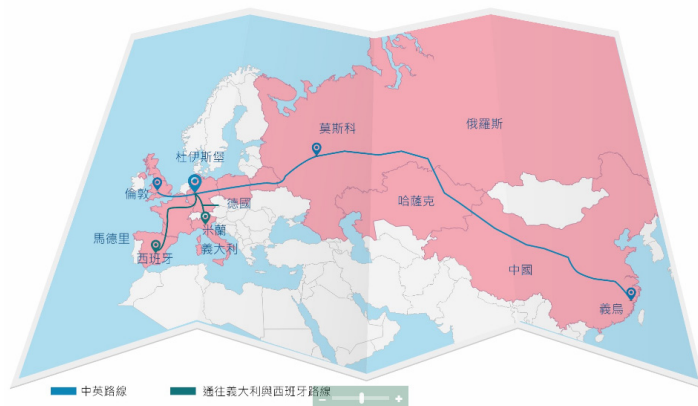 莫斯科
俄羅斯
杜伊斯堡
倫敦
哈薩克
德國
馬德里
米蘭
義大利
西班牙
中國
義烏
中英路線
通往義大利與西班牙路線